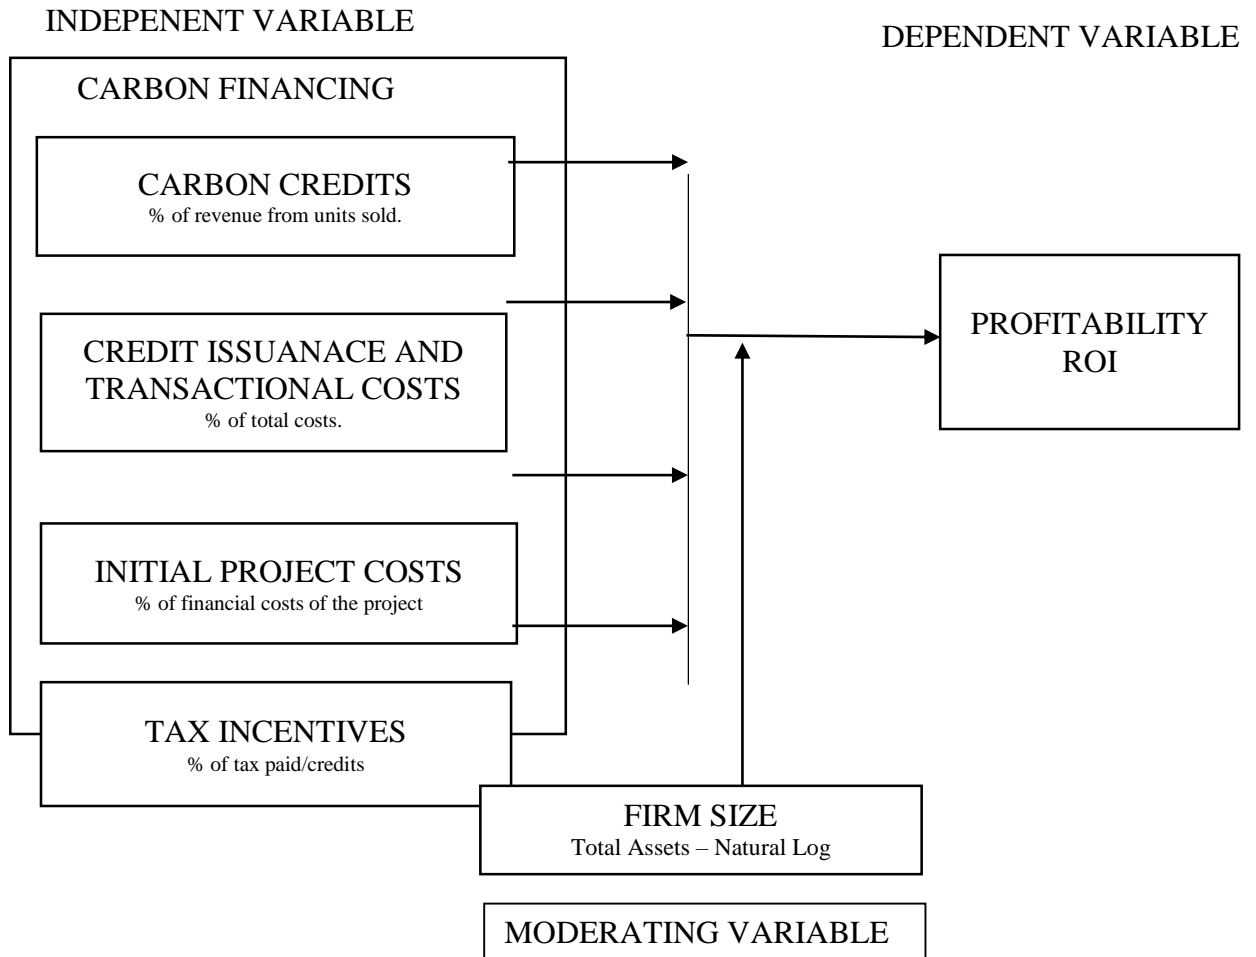 INDEPENENT VARIABLE
DEPENDENT VARIABLE
CARBON FINANCING
CARBON CREDITS
% of revenue from units sold.
CREDIT ISSUANACE AND
TRANSACTIONAL COSTS
% of total costs.
PROFITABILITY
ROI
INITIAL PROJECT COSTS
% of financial costs of the project
TAX INCENTIVES
% of tax paid/credits
FIRM SIZE
Total Assets – Natural Log
MODERATING VARIABLE